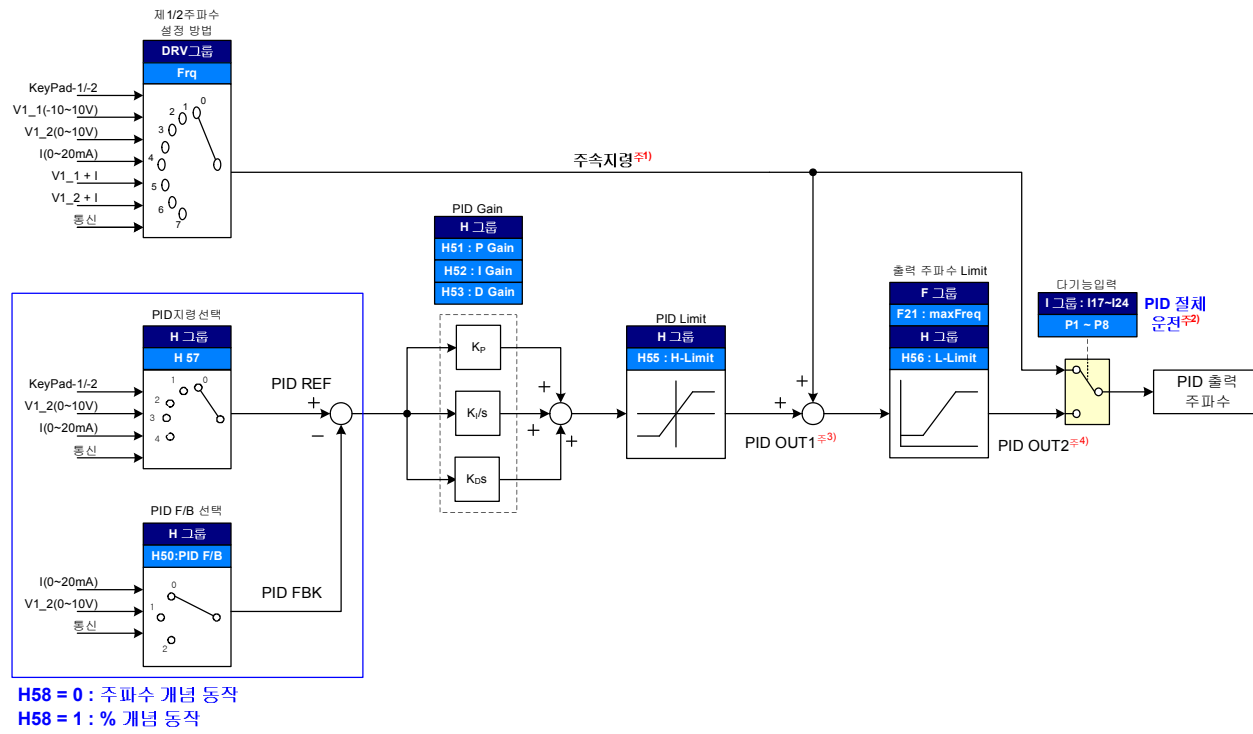 제1/2주파수
설정 방법
DRV그룹
Frq
KeyPad-1/-2
V1_1(-10~10V)
V1_2(0~10V)
I(0~20mA)
V1_1 + I
V1_2 + I
통신
0
1
2
3
4
5
6
7
주속지령주1)
PID Gain
H 그룹
H51 : P Gain
H52 : I Gain
H53 : D Gain
출력 주파수 Limit
F 그룹
F21 : maxFreq
H 그룹
H56 : L-Limit
다기능입력
I 그룹 : I17~I24
P1 ~ P8
PID 절체
운전주2)
PID지령선택
H 그룹
H 57
KeyPad-1/-2
V1_2(0~10V)
I(0~20mA)
통신
0
1
2
3
4
PID REF
+
−
KP
KI/s
KDs
+
+
+
PID Limit
H 그룹
H55 : H-Limit
+
+
PID OUT1주3)
PID OUT2주4)
PID 출력
주파수
PID F/B 선택
H 그룹
H50:PID F/B
I(0~20mA)
V1_2(0~10V)
통신
0
1
2
PID FBK
H58 = 0 : 주파수 개념 동작
H58 = 1 : % 개념 동작